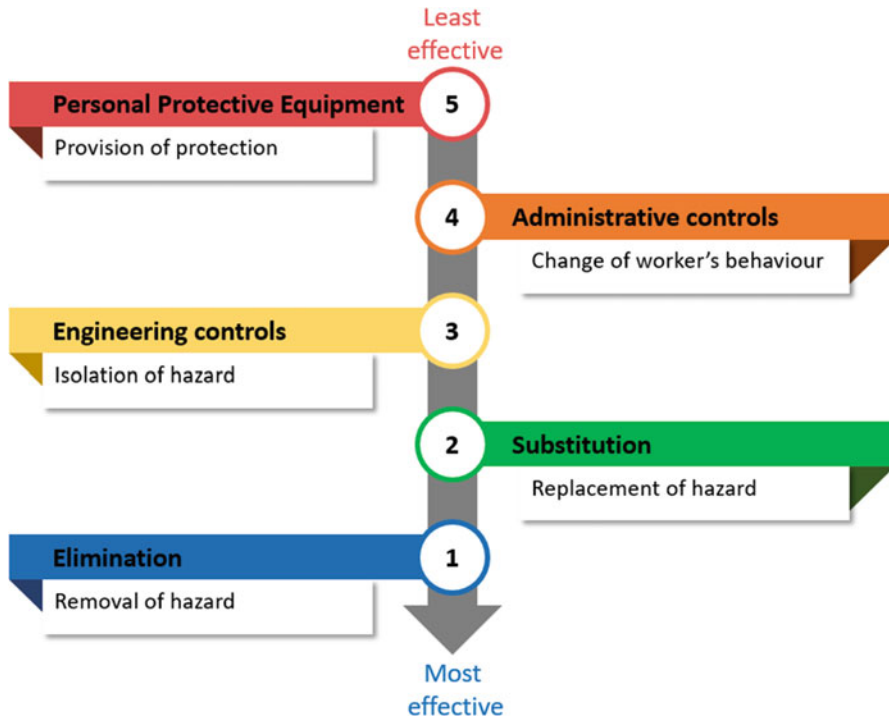 Least
effective
Personal Protective Equipment
5
Provision of protection
4
Administrative controls
Change of worker's behaviour
Engineering controls
3
Isolation of hazard
2
Substitution
Replacement of hazard
Elimination
1
Removal of hazard
Most
effective